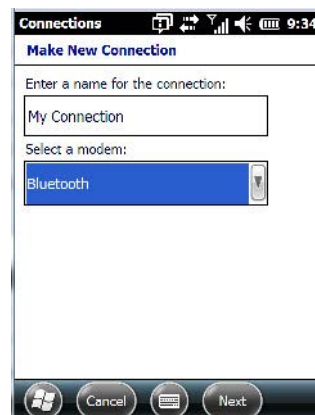 Connections 9:34
Make New Connection
Enter a name for the connection:
My Connection
Select a modem:
Bluetooth
Cancel Next